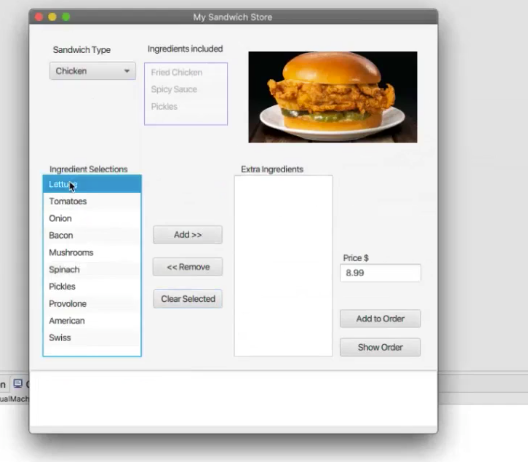 My Sandwich Store
Sandwich Type
Ingredients included
Chicken
Fried Chicken
Spicy Sauce
Pickles
Ingredient Selections
Extra Ingredients
Tomatoes
Onion
Bacon
Mushrooms
Spinach
Pickles
Provolone
American
Swiss
Add >>
<< Remove
Clear Selected
Price $
8.99
Add to Order
Show Order